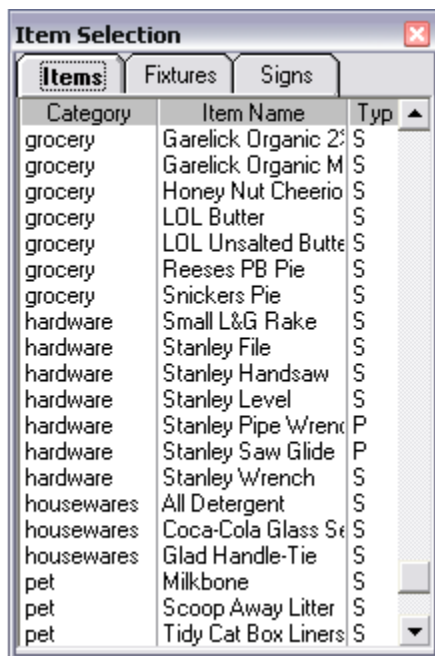 Item Selection
Items Fixtures Signs
Category Item Name Typ
grocery Garelick Organic 2% S
grocery Garelick Organic M S
grocery Honey Nut Cheerio S
grocery LOL Butter S
grocery LOL Unsalted Butte S
grocery Reeses PB Pie S
grocery Snickers Pie S
hardware Small L&G Rake S
hardware Stanley File S
hardware Stanley Handsaw S
hardware Stanley Level S
hardware Stanley Pipe Wrenc P
hardware Stanley Saw Glide P
hardware Stanley Wrench S
housewares All Detergent S
housewares Coca-Cola Glass Se S
housewares Glad Handle-Tie S
pet Milkbone S
pet Scoop Away Litter S
pet Tidy Cat Box Liners S